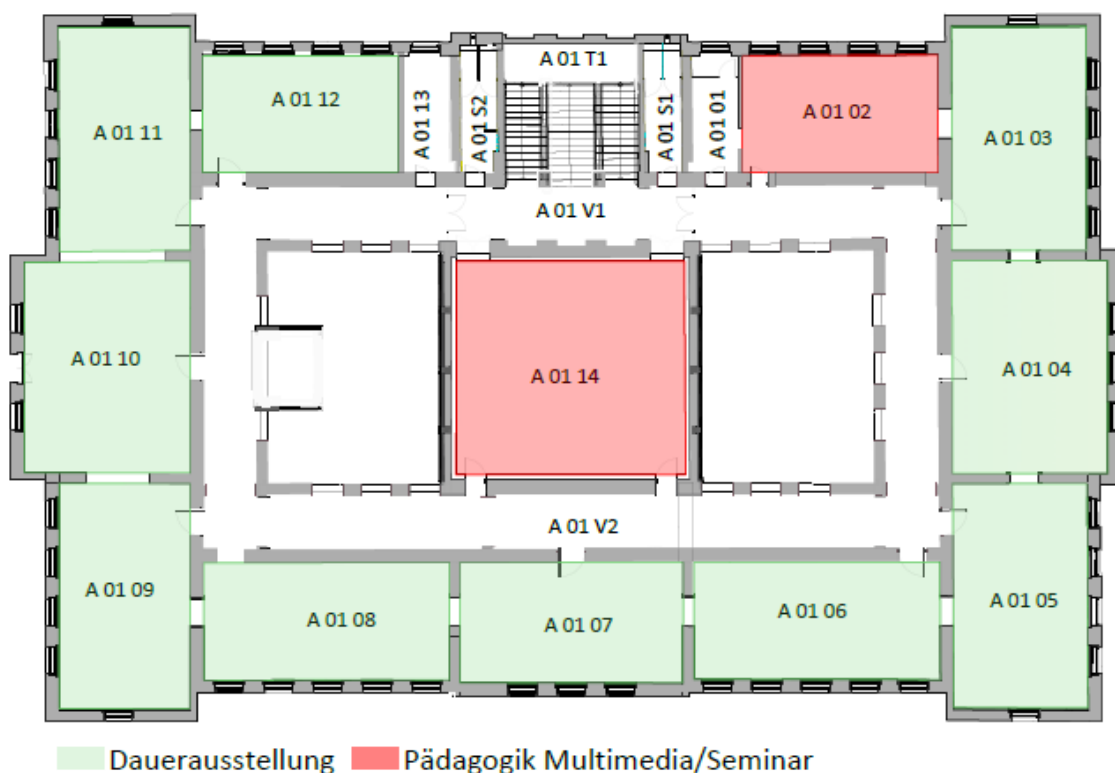 A 01 T1
A 01 12
A 01 13
A 01 S2
A 01 S1
A 01 01
A 01 02
A 01 11
A 01 03
A 01 V1
A 01 10
A 01 14
A 01 04
A 01 V2
A 01 09
A 01 08
A 01 07
A 01 06
A 01 05
Dauerausstellung
Pädagogik Multimedia/Seminar